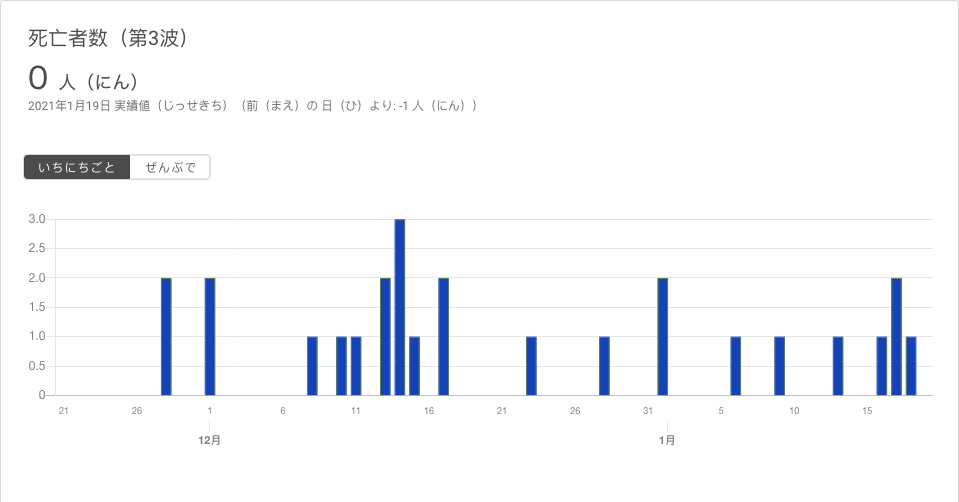 死亡者数（第3波）
0 人（にん）
2021年1月19日 実績値（じっせきち）（前（まえ）の 日（ひ）より: -1 人（にん））
いちにちごと ぜんぶで
3.0
2.5
2.0
1.5
1.0
0.5
0
21 26 1 6 11 16 21 26 31 5 10 15
12月 1月